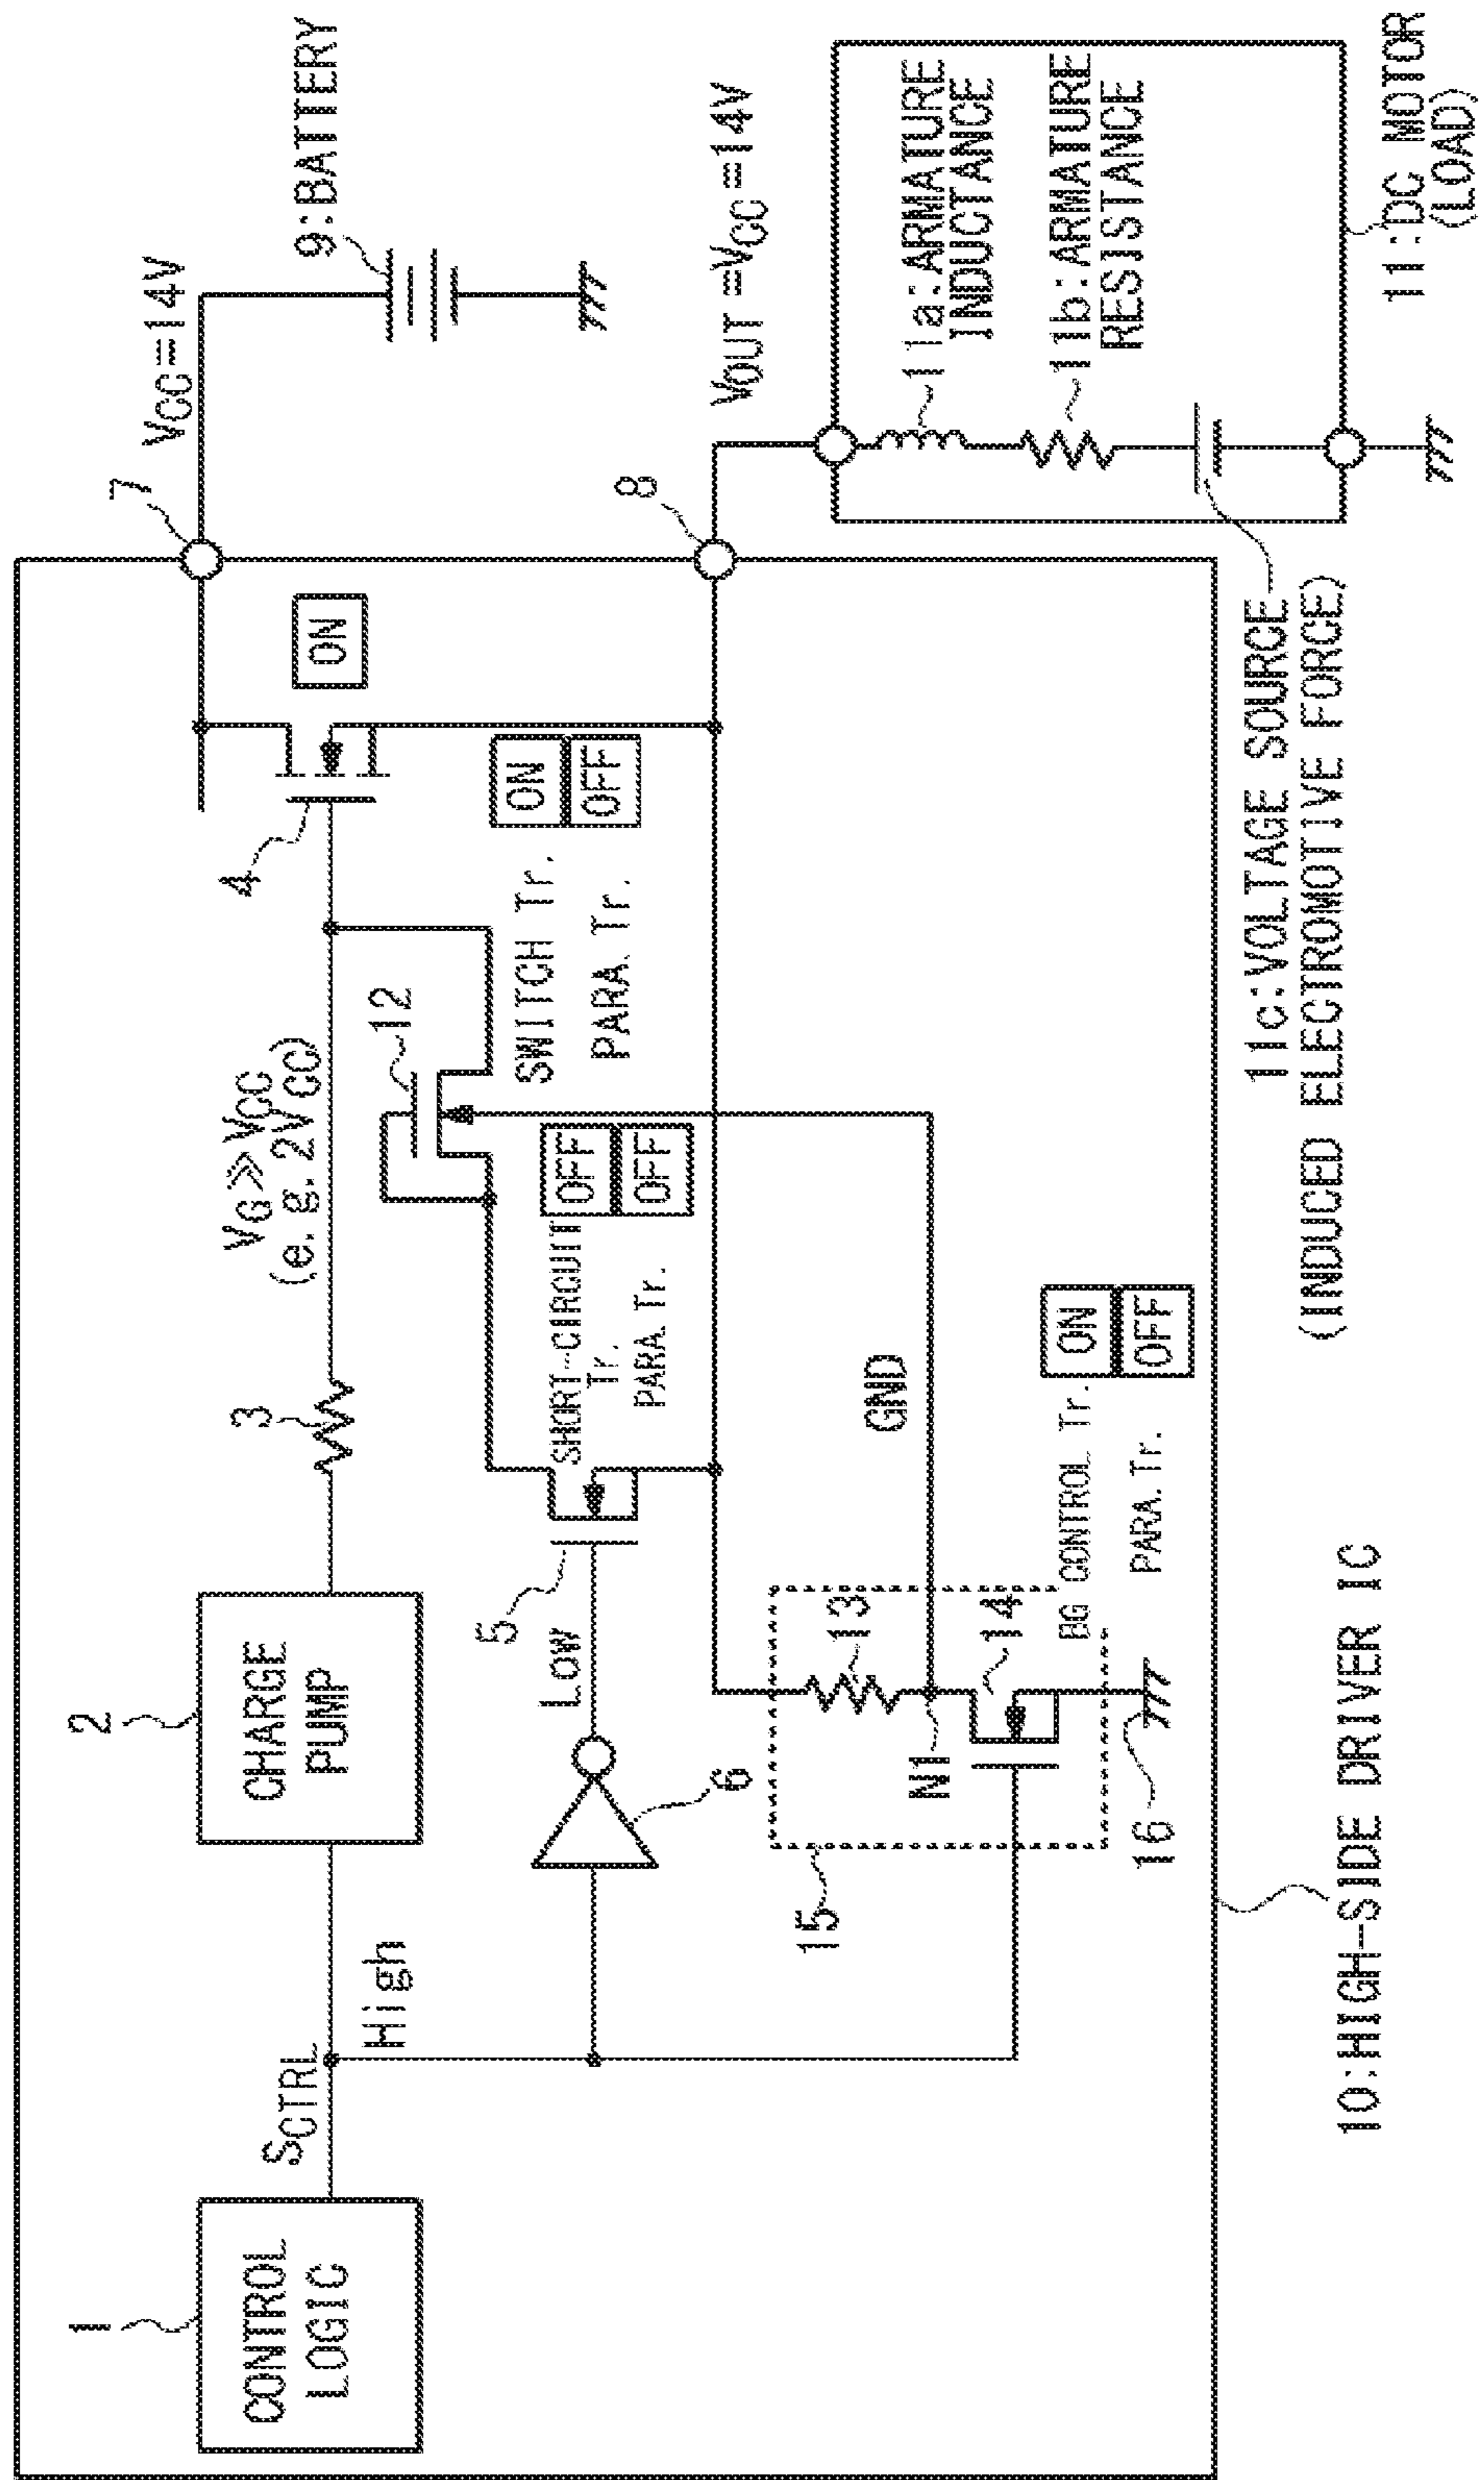 1
CONTROL
LOGIC
SCTRL
High
2
CHARGE
PUMP
3
VG≫VCC
(e.g. 2VCC)
4
ON
7
VCC=14V
9:BATTERY
12
SWITCH Tr.
ON
PARA. Tr.
OFF
5
Low
6
SHORT-CIRCUIT
Tr.
OFF
PARA. Tr.
OFF
8
VOUT=VCC=14V
GND
15
13
N1
14
16
BG CONTROL Tr.
ON
PARA. Tr.
OFF
11a:ARMATURE
INDUCTANCE
11b:ARMATURE
RESISTANCE
11c:VOLTAGE SOURCE
(INDUCED ELECTROMOTIVE FORCE)
11:DC MOTOR
(LOAD)
10:HIGH-SIDE DRIVER IC